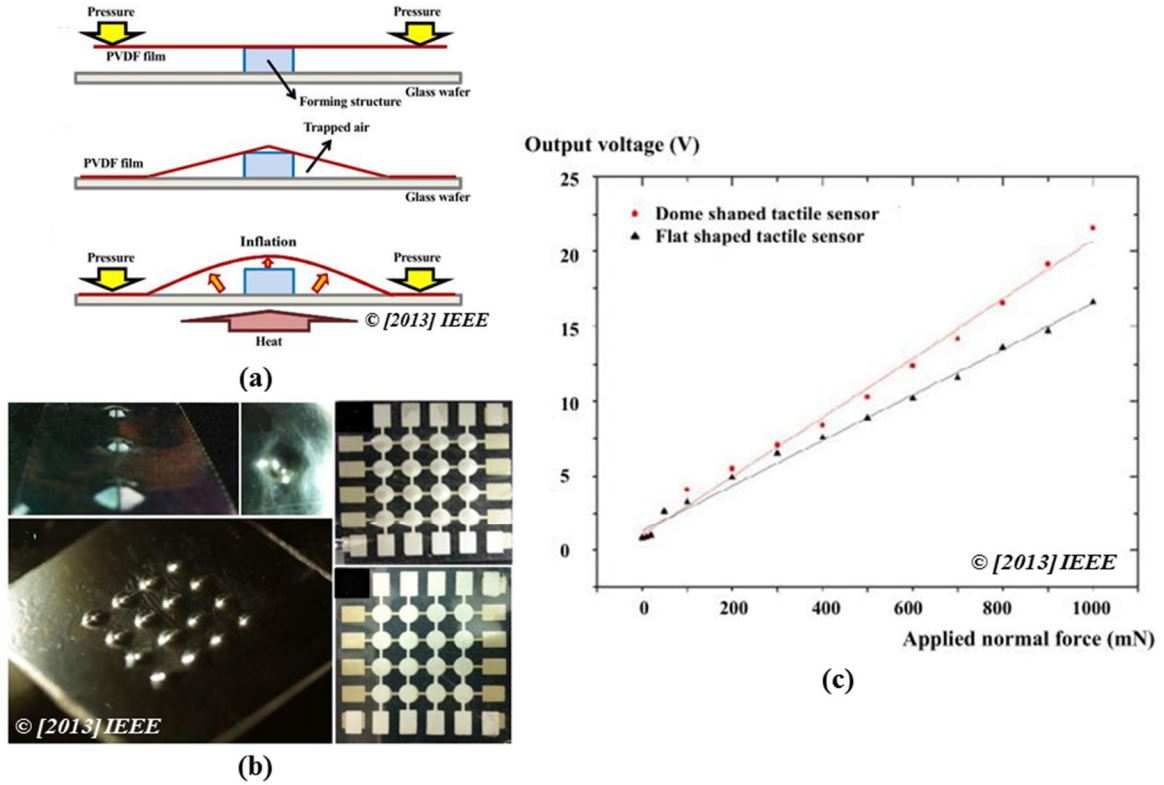 Pressure
Pressure
PVDF film
Glass wafer
Forming structure
Trapped air
PVDF film
Glass wafer
Inflation
Pressure
Pressure
© [2013] IEEE
Heat
(a)
© [2013] IEEE
(b)
Output voltage (V)
25
20
15
10
5
0
Dome shaped tactile sensor
Flat shaped tactile sensor
© [2013] IEEE
0 200 400 600 800 1000
Applied normal force (mN)
(c)